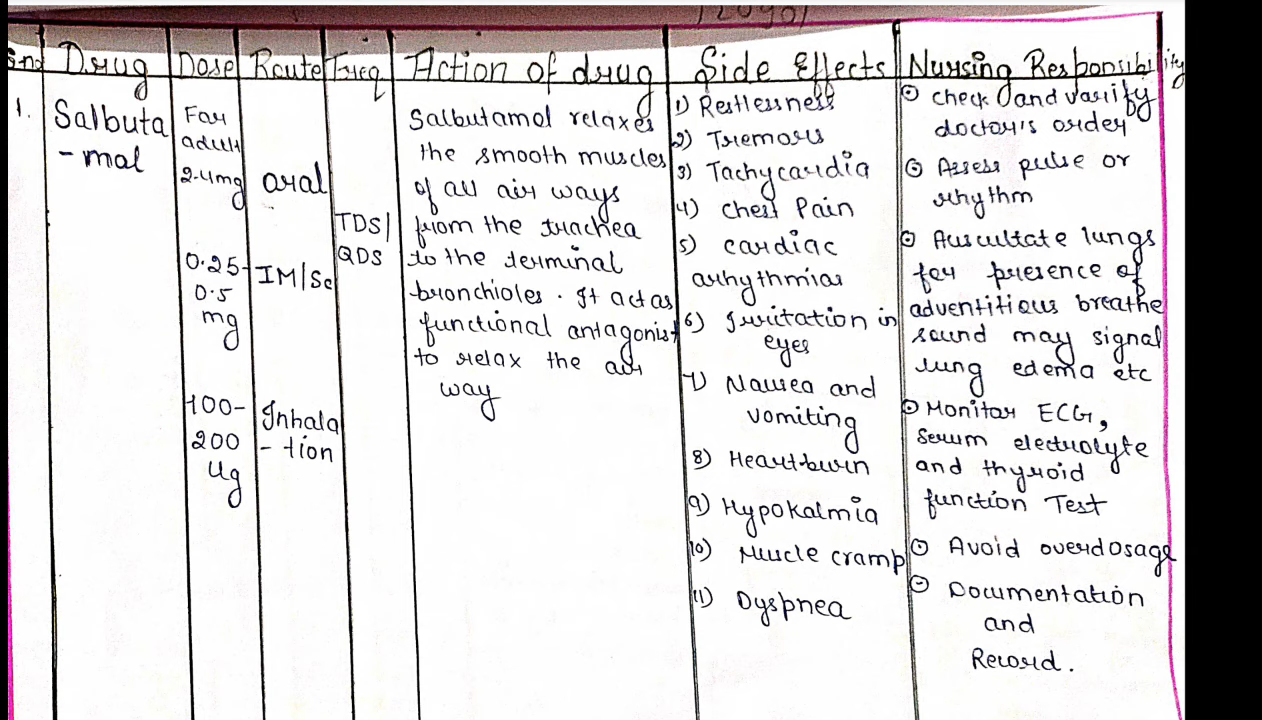 Drug
Dose
Route
Freq
Action of drug
Side Effects
Nursing Responsibility
1.
Salbuta
-mal
For
adult
2-4mg
0.25-
0.5
mg
100-
200
ug
oral
IM/Sc
Inhala
-tion
TDS/
QDS
Salbutamol relaxes
the smooth muscles
of all air ways
from the trachea
to the terminal
bronchioles. It act as
functional antagonist
to relax the air
way
1) Restlessness
2) Tremors
3) Tachycardia
4) Chest Pain
5) cardiac
arhythmias
6) Irritation in
eyes
7) Nausea and
vomiting
8) Heartburn
9) Hypokalmia
10) Muscle cramp
11) Dyspnea
⊙ check and varify
doctor's order
⊙ Assess pulse or
rhythm
⊙ Auscultate lungs
for presence of
adventitious breathe
sound may signal
lung edema etc
⊙ Monitor ECG,
serum electrolyte
and thyroid
function Test
⊙ Avoid overdosage
⊙ Documentation
and
Record.